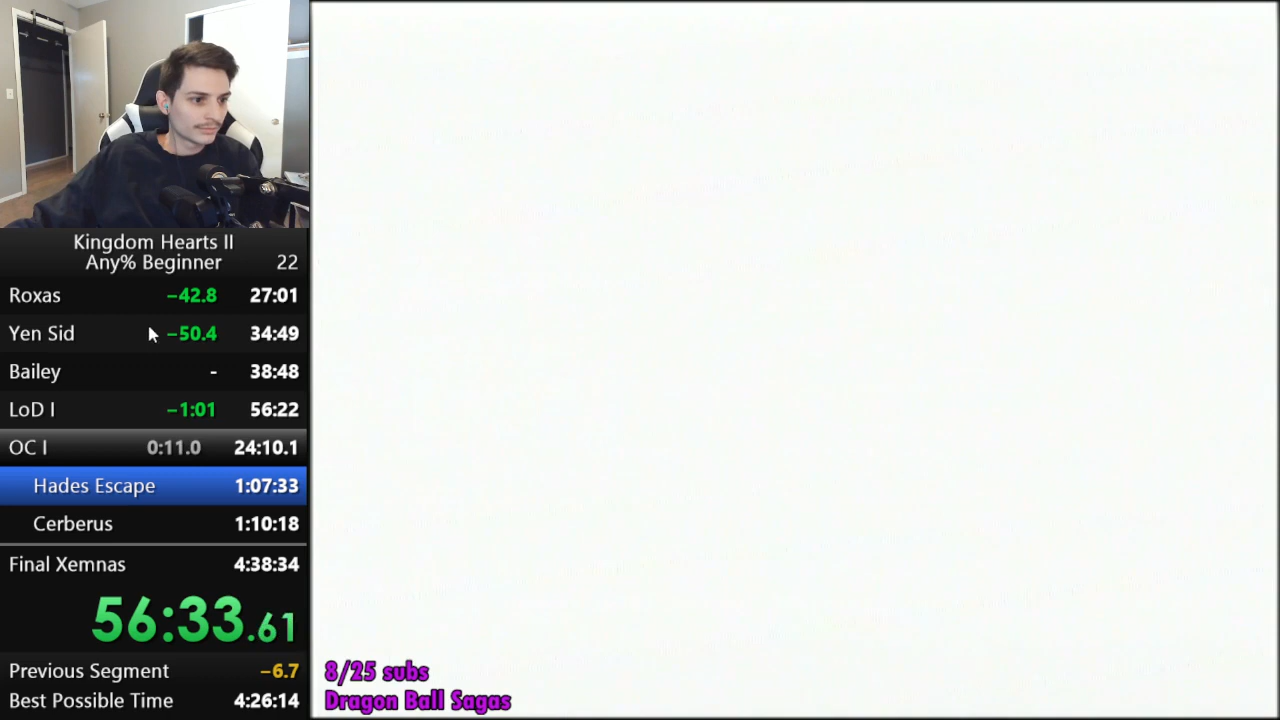 Kingdom Hearts II
Any% Beginner 22
Roxas -42.8 27:01
Yen Sid -50.4 34:49
Bailey - 38:48
LoD I -1:01 56:22
OC I 0:11.0 24:10.1
Hades Escape 1:07:33
Cerberus 1:10:18
Final Xemnas 4:38:34
56:33.61
Previous Segment -6.7
Best Possible Time 4:26:14
8/25 subs
Dragon Ball Sagas